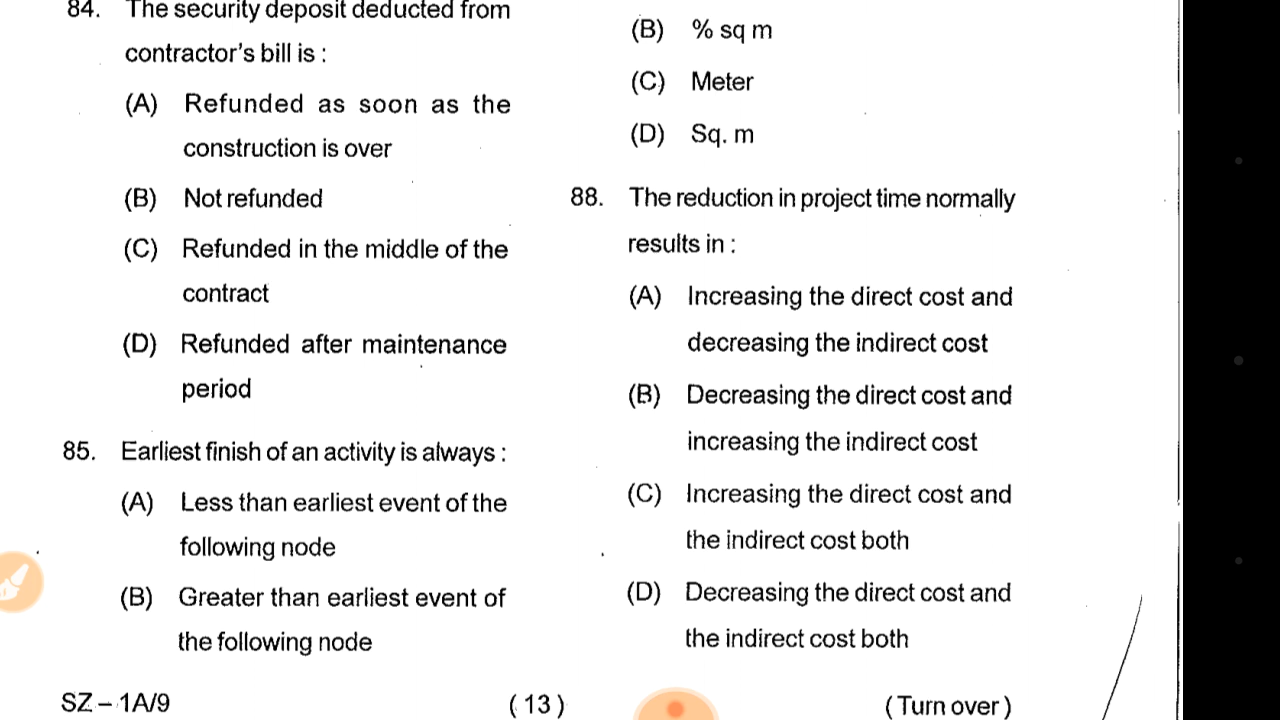 84. The security deposit deducted from
contractor's bill is :
(A) Refunded as soon as the
construction is over
(B) Not refunded
(C) Refunded in the middle of the
contract
(D) Refunded after maintenance
period
85. Earliest finish of an activity is always :
(A) Less than earliest event of the
following node
(B) Greater than earliest event of
the following node
(B) % sq m
(C) Meter
(D) Sq. m
88. The reduction in project time normally
results in :
(A) Increasing the direct cost and
decreasing the indirect cost
(B) Decreasing the direct cost and
increasing the indirect cost
(C) Increasing the direct cost and
the indirect cost both
(D) Decreasing the direct cost and
the indirect cost both
SZ – 1A/9 ( 13 ) ( Turn over )